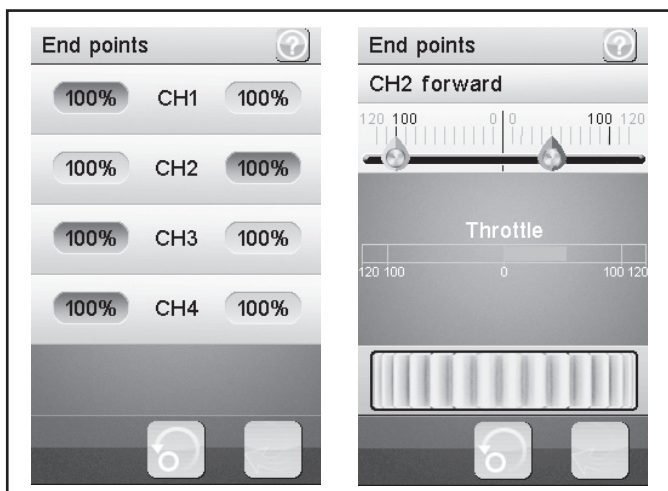 End points
100% CH1 100%
100% CH2 100%
100% CH3 100%
100% CH4 100%
End points
CH2 forward
120 100 0 0 100 120
Throttle
120 100 0 100 120